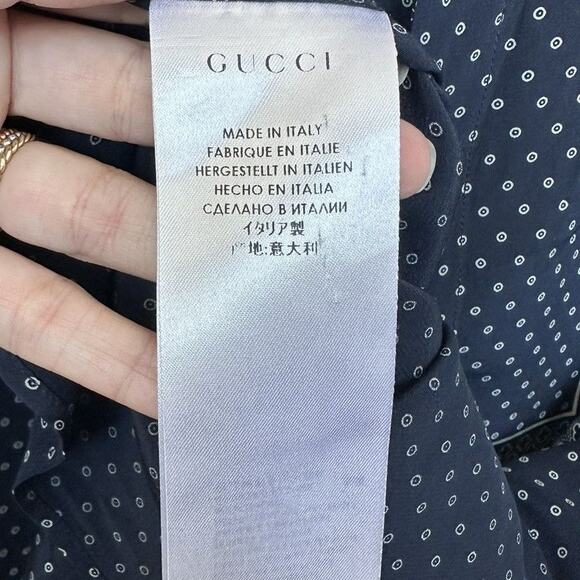 GUCCI
MADE IN ITALY
FABRIQUE EN ITALIE
HERGESTELLT IN ITALIEN
HECHO EN ITALIA
СДЕЛАНО В ИТАЛИИ
イタリア製
地:意大利